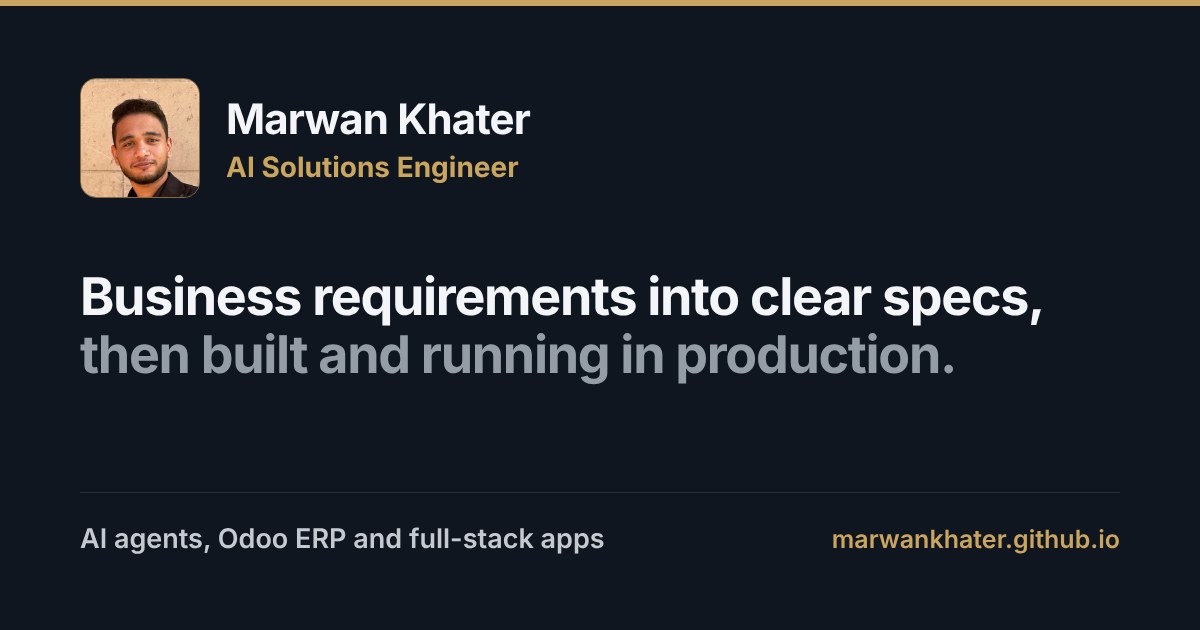 Marwan Khater
AI Solutions Engineer
Business requirements into clear specs,
then built and running in production.
AI agents, Odoo ERP and full-stack apps
marwankhater.github.io